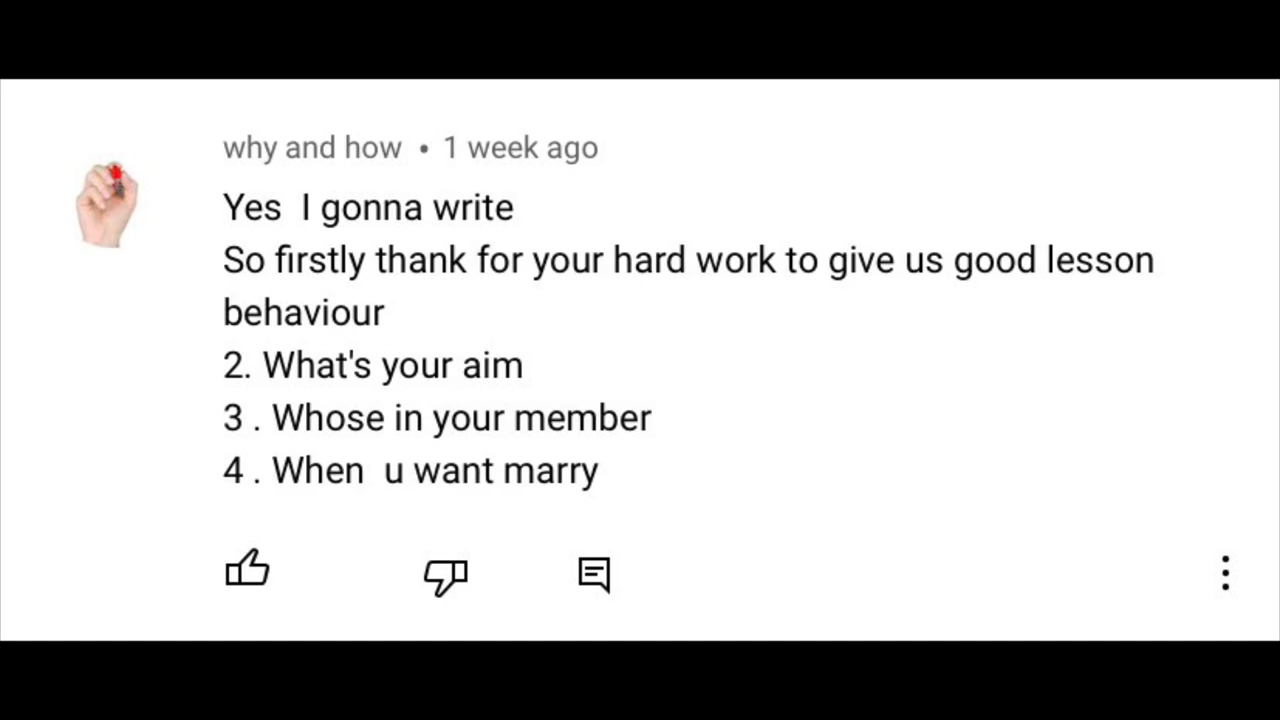 why and how • 1 week ago
Yes  I gonna write
So firstly thank for your hard work to give us good lesson
behaviour
2. What's your aim
3 . Whose in your member
4 . When  u want marry